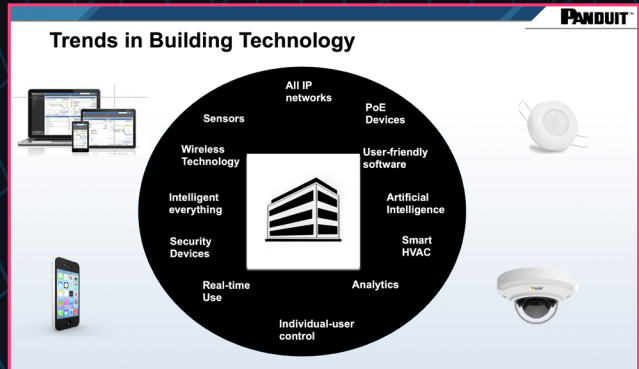 PANDUIT™
Trends in Building Technology
All IP
networks
PoE
Devices
Sensors
Wireless
Technology
User-friendly
software
Intelligent
everything
Artificial
Intelligence
Security
Devices
Smart
HVAC
Real-time
Use
Analytics
Individual-user
control